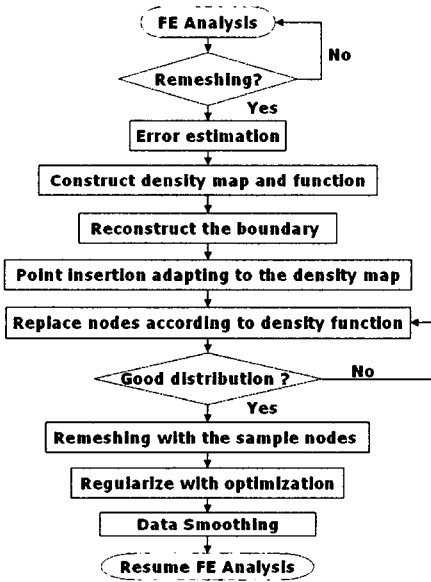 FE Analysis
No
Remeshing?
Yes
Error estimation
Construct density map and function
Reconstruct the boundary
Point insertion adapting to the density map
Replace nodes according to density function
Good distribution ?
No
Yes
Remeshing with the sample nodes
Regularize with optimization
Data Smoothing
Resume FE Analysis